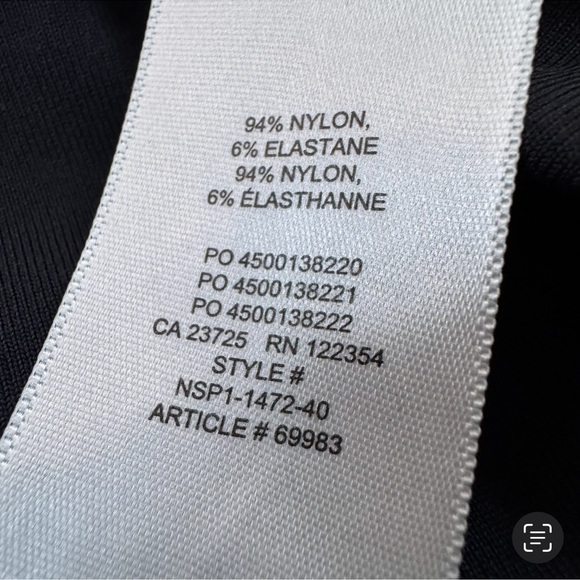 94% NYLON,
6% ELASTANE
94% NYLON,
6% ÉLASTHANNE
PO 4500138220
PO 4500138221
PO 4500138222
CA 23725 RN 122354
STYLE #
NSP1-1472-40
ARTICLE # 69983